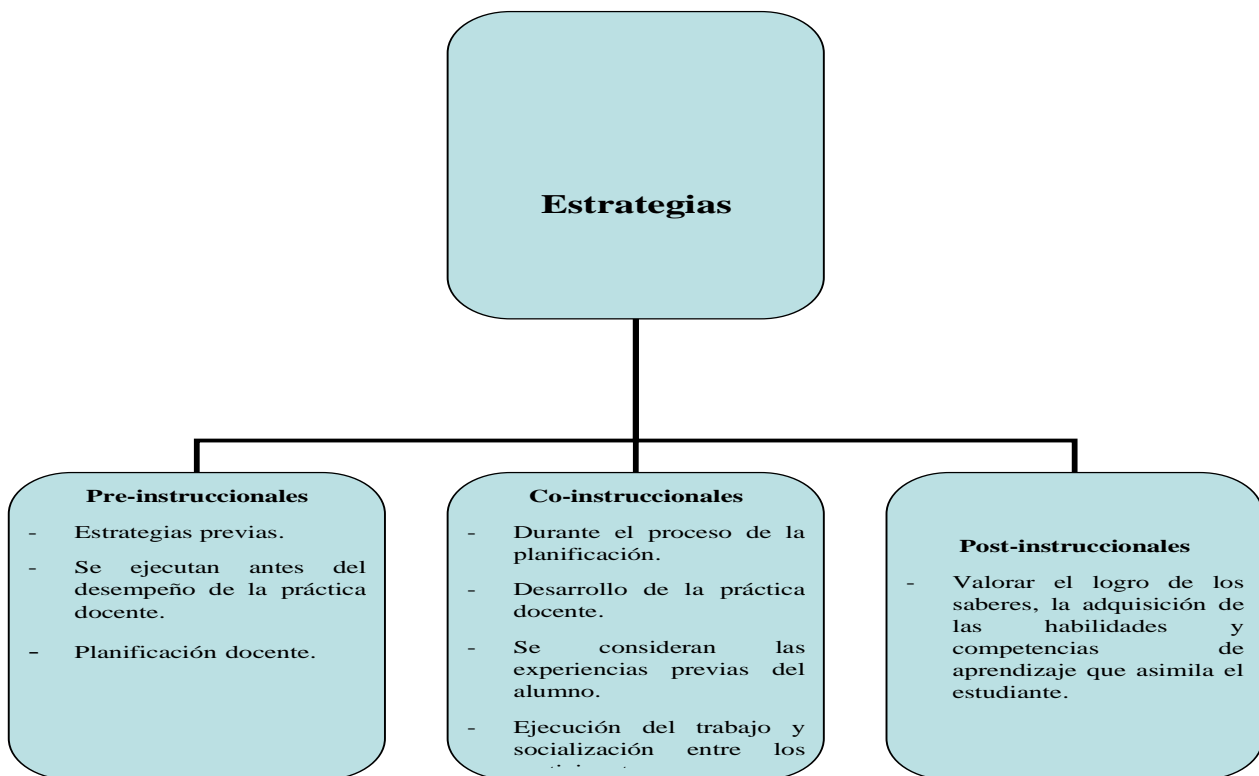 Estrategias
Pre-instruccionales
- Estrategias previas.
- Se ejecutan antes del
desempeño de la práctica
docente.
- Planificación docente.
Co-instruccionales
- Durante el proceso de la
planificación.
- Desarrollo de la práctica
docente.
- Se consideran las
experiencias previas del
alumno.
- Ejecución del trabajo y
socialización entre los
Post-instruccionales
- Valorar el logro de los
saberes, la adquisición de
las habilidades y
competencias de
aprendizaje que asimila el
estudiante.